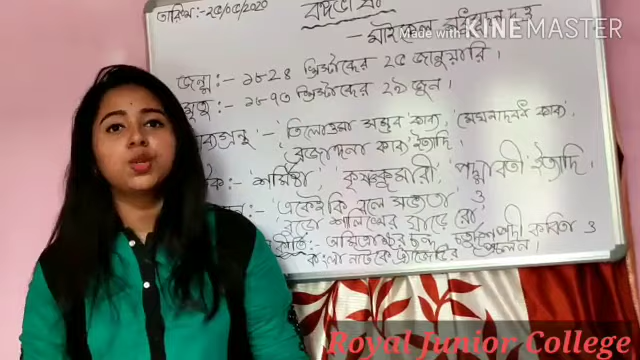 তারিখ:-২৫/০৫/2020
বঙ্গভাষা
- মাইকেল মধুসূদন দত্ত
Made with KINEMASTER
জন্ম:- ১৮২৪ খ্রিস্টাব্দের ২৫ জানুয়ারি।
মৃত্যু:- ১৮৭৩ খ্রিস্টাব্দের ২৯ জুন।
- 'তিলোত্তমা সম্ভব কাব্য', 'মেঘনাদবধ কাব্য',
'ব্রজাঙ্গনা কাব্য' ইত্যাদি
:- 'শর্মিষ্ঠা', 'কৃষ্ণকুমারী', 'পদ্মাবতী' ইত্যাদি।
:- 'একেই কি বলে সভ্যতা' ও
'বুড়ো শালিখের ঘাড়ে রোঁ'
:- অমিত্রাক্ষর ছন্দ, চতুর্দশপদী কবিতা ও
বাংলা নাটকে ট্রাজেডির প্রচলন।
Royal Junior College